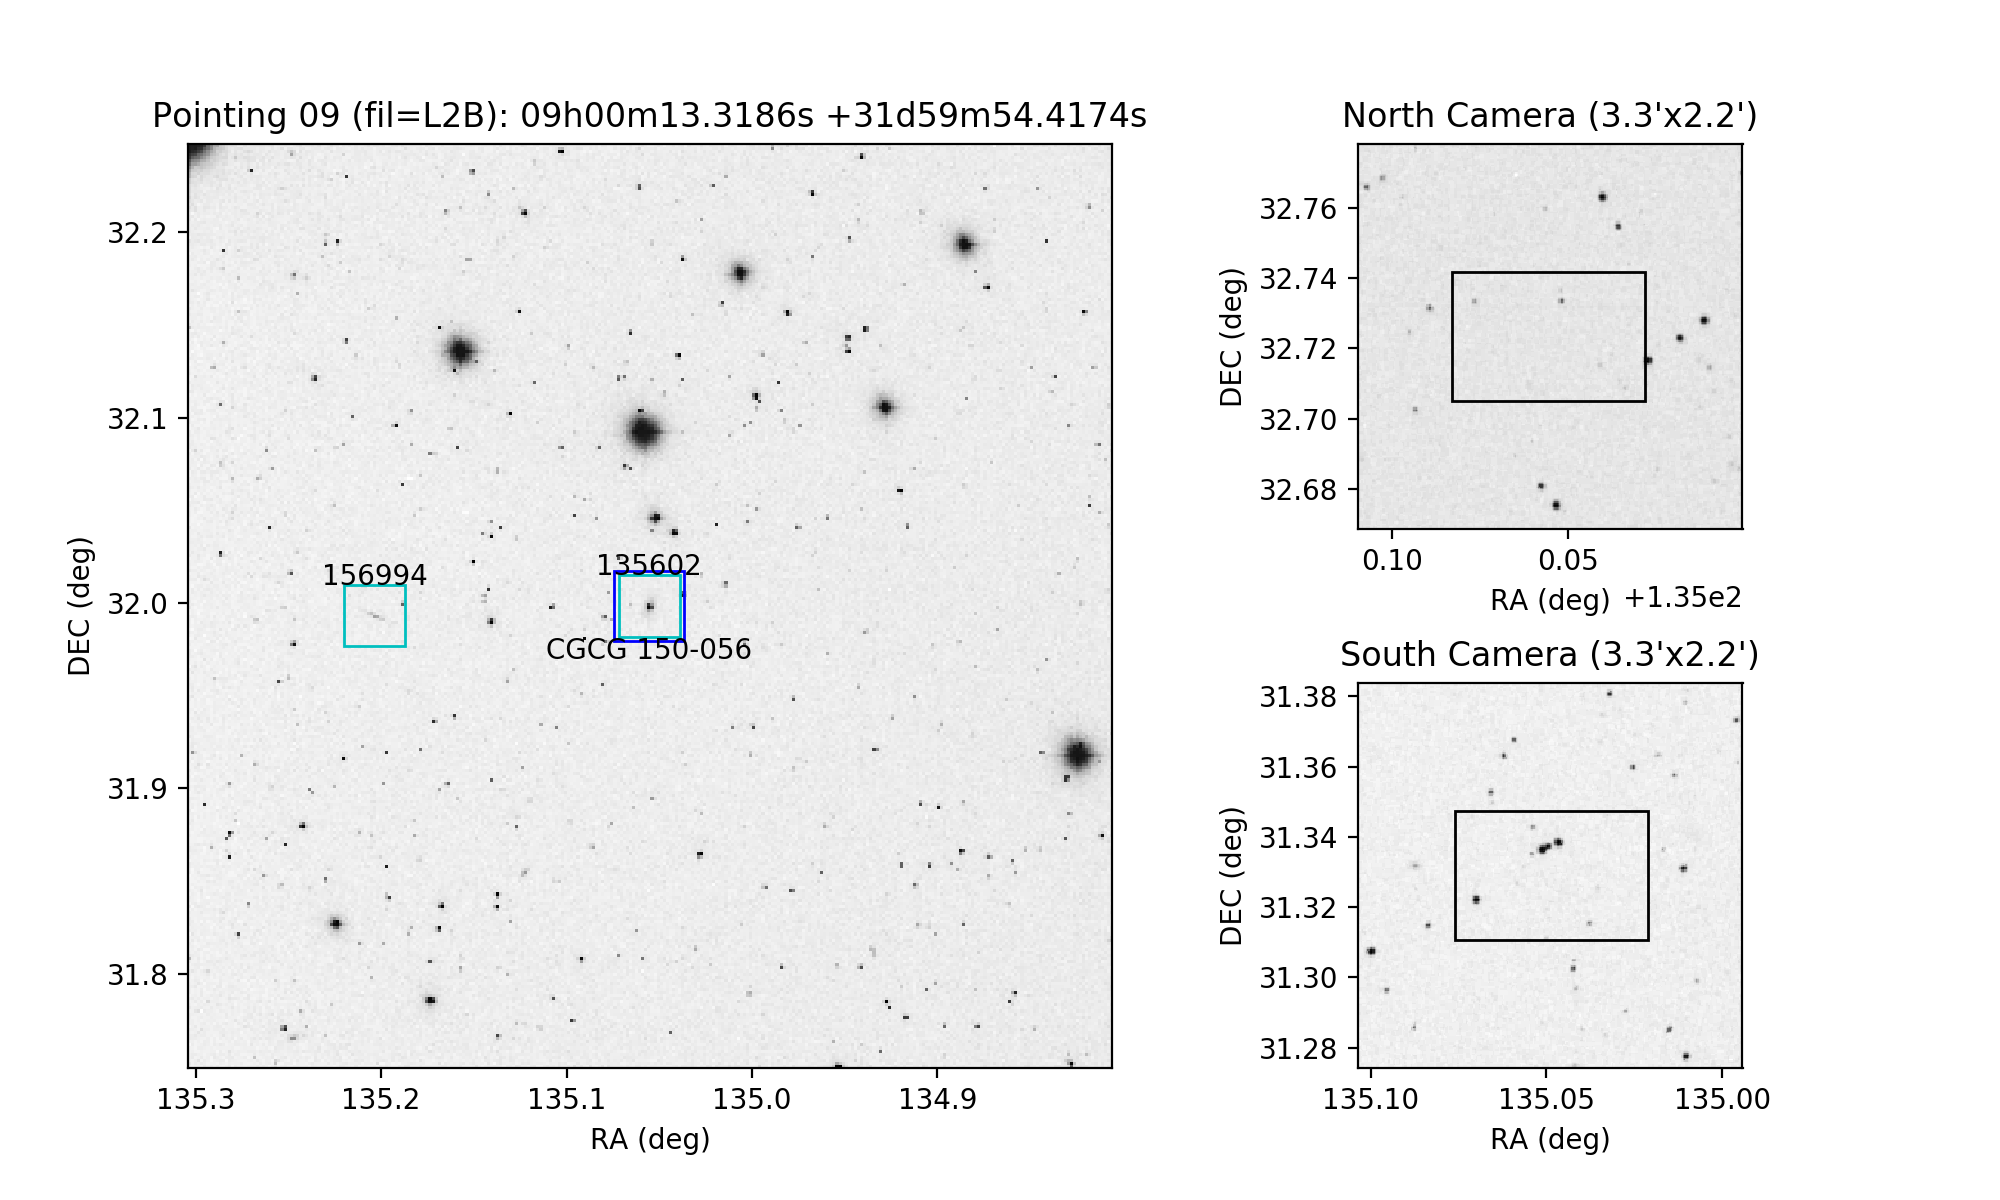 Pointing 09 (fil=L2B): 09h00m13.3186s +31d59m54.4174s
DEC (deg)
32.2
32.1
32.0
31.9
31.8
156994
135602
CGCG 150-056
135.3 135.2 135.1 135.0 134.9
RA (deg)
North Camera (3.3'x2.2')
DEC (deg)
32.76
32.74
32.72
32.70
32.68
0.10 0.05
RA (deg) +1.35e2
South Camera (3.3'x2.2')
DEC (deg)
31.38
31.36
31.34
31.32
31.30
31.28
135.10 135.05 135.00
RA (deg)